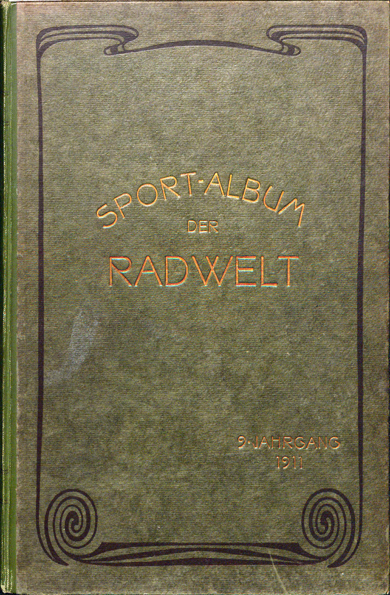 SPORT-ALBUM
DER
RADWELT
9. JAHRGANG
1911